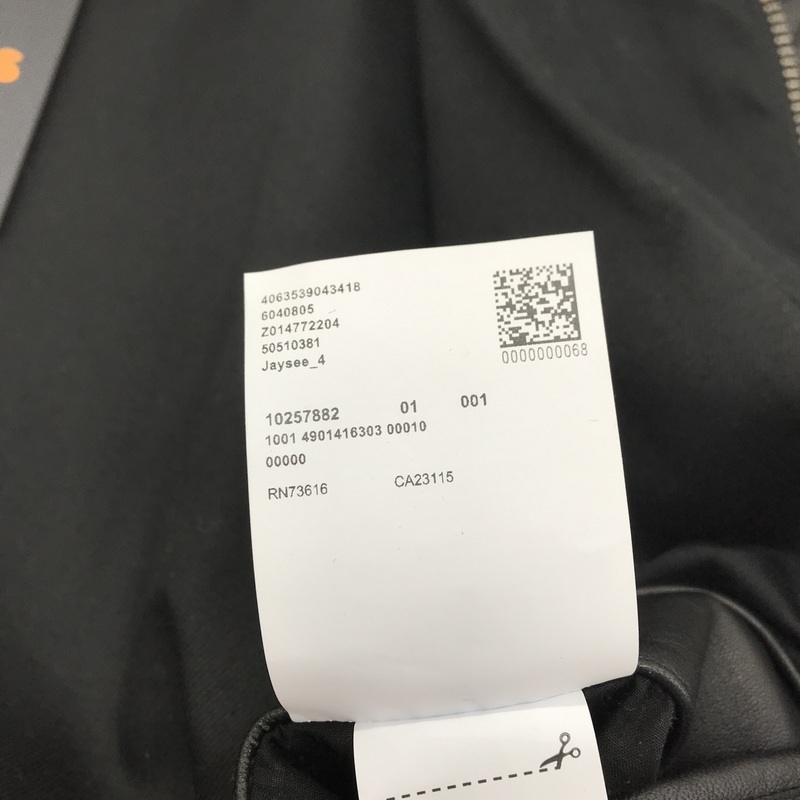 S
4063539043418
6040805
Z014772204
50510381
Jaysee_4
0000000068
10257882 01 001
1001 4901416303 00010
00000
RN73616 CA23115